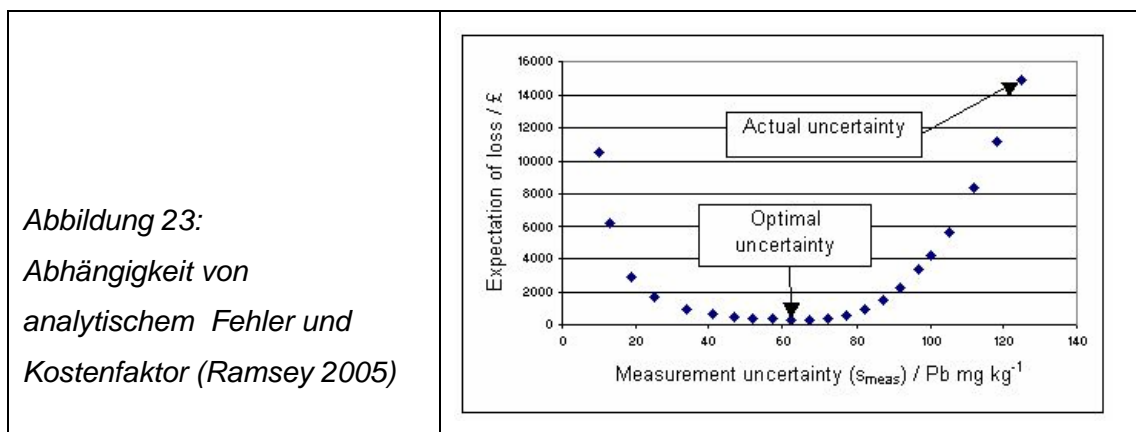 Abbildung 23:
Abhängigkeit von
analytischem Fehler und
Kostenfaktor (Ramsey 2005)
Expectation of loss / £
16000
14000
12000
10000
8000
6000
4000
2000
0
Actual uncertainty
Optimal
uncertainty
0 20 40 60 80 100 120 140
Measurement uncertainty (smeas) / Pb mg kg-1